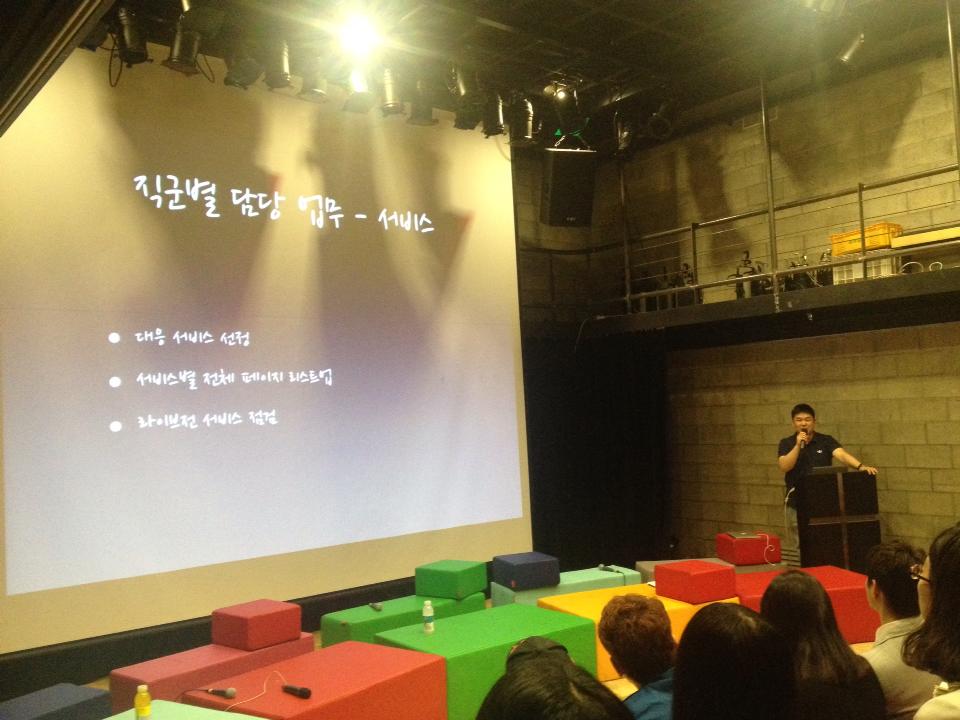 직군별 담당 업무 - 서비스
대응 서비스 선정
서비스별 전체 페이지 리스트업
라이브전 서비스 점검